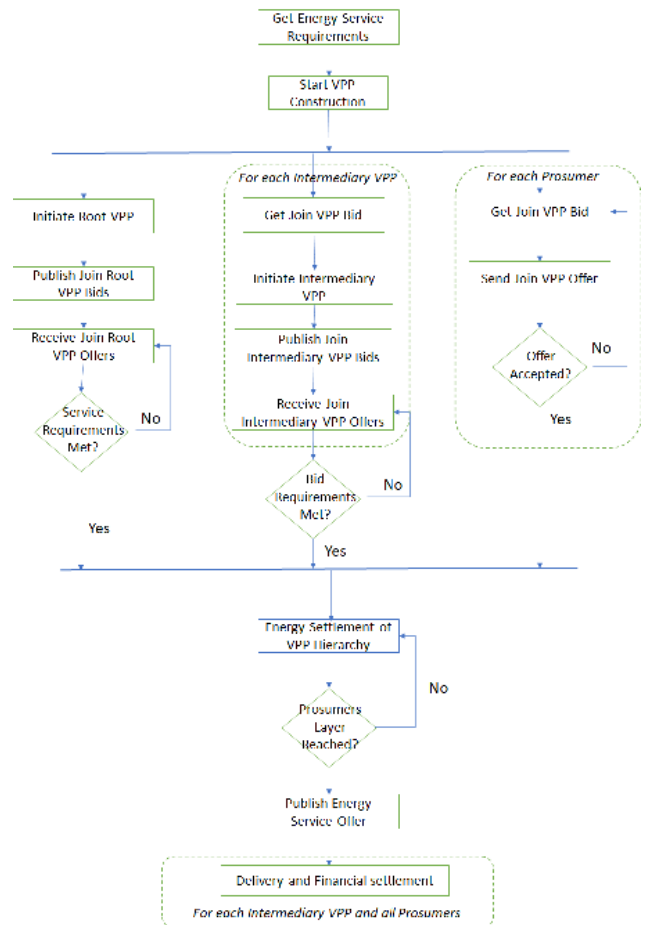 Get Energy Service
Requirements
Start VPP
Construction
Initiate Root VPP
Publish Join Root
VPP Bids
Receive Join Root
VPP Offers
Service
Requirements
Met?
No
Yes
For each Intermediary VPP
Get Join VPP Bid
Initiate Intermediary
VPP
Publish Join
Intermediary VPP Bids
Receive Join
Intermediary VPP Offers
Bid
Requirements
Met?
No
Yes
For each Prosumer
Get Join VPP Bid
Send Join VPP Offer
Offer
Accepted?
No
Yes
Energy Settlement of
VPP Hierarchy
Prosumers
Layer
Reached?
No
Publish Energy
Service Offer
Delivery and Financial settlement
For each Intermediary VPP and all Prosumers